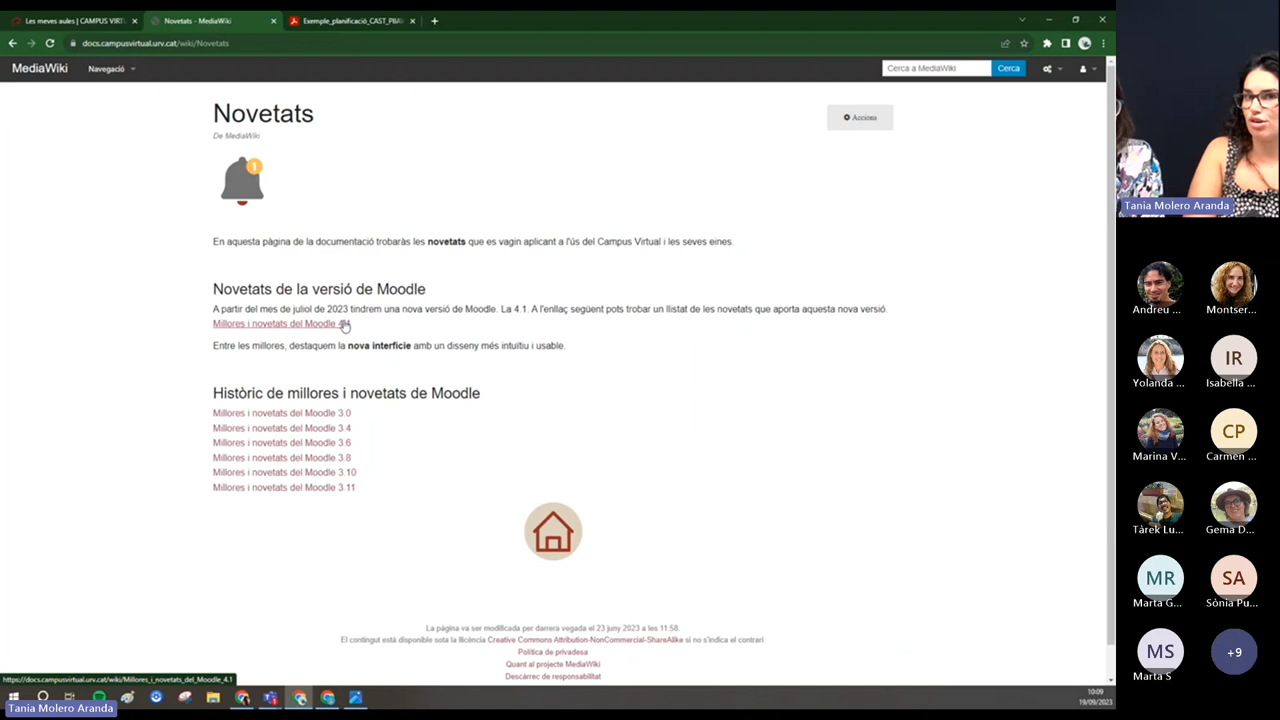 Les meves aules | CAMPUS VIRT
Novetats - MediaWiki
Exemple_planificació_CAST_PIIA
docs.campusvirtual.urv.cat/wiki/Novetats
MediaWiki
Navegació
Cerca a MediaWiki
Cerca
Novetats
Accions
De MediaWiki
1
En aquesta pàgina de la documentació trobaràs les novetats que es vagin aplicant a l'ús del Campus Virtual i les seves eines.
Novetats de la versió de Moodle
A partir del mes de juliol de 2023 tindrem una nova versió de Moodle. La 4.1. A l'enllaç següent pots trobar un llistat de les novetats que aporta aquesta nova versió.
Millores i novetats del Moodle 4.1
Entre les millores, destaquem la nova interfície amb un disseny més intuïtiu i usable.
Històric de millores i novetats de Moodle
Millores i novetats del Moodle 3.0
Millores i novetats del Moodle 3.4
Millores i novetats del Moodle 3.6
Millores i novetats del Moodle 3.8
Millores i novetats del Moodle 3.10
Millores i novetats del Moodle 3.11
La pàgina va ser modificada per darrera vegada el 23 juny 2023 a les 11:58.
El contingut està disponible sota la llicència Creative Commons Attribution-NonCommercial-ShareAlike si no s'indica el contrari.
Política de privadesa
Quant al projecte MediaWiki
Descàrrec de responsabilitat
https://docs.campusvirtual.urv.cat/wiki/Millores_i_novetats_del_Moodle_4.1
10:09
19/09/2023
Tania Molero Aranda
Tania Molero Aranda
Andreu ...
Montser...
IR
Yolanda ...
Isabella ...
CP
Marina V...
Carmen ...
Tàrek Lu...
Gema D...
MR
SA
Marta G...
Sònia Pu...
MS
+9
Marta S